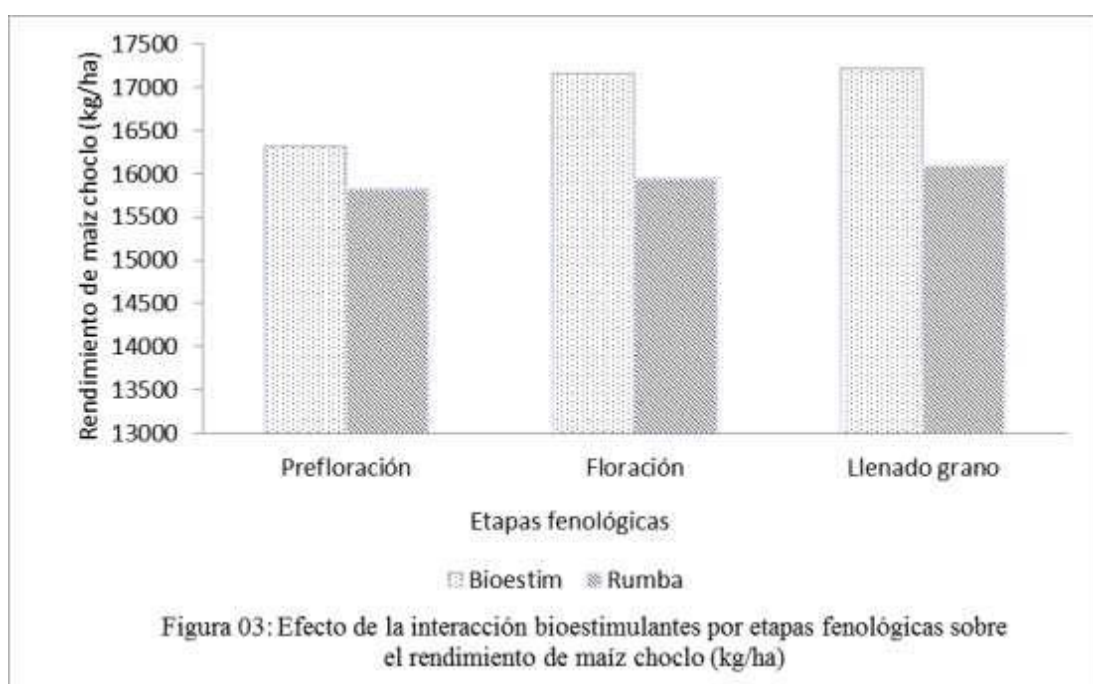 Rendimiento de maíz choclo (kg/ha)
17500
17000
16500
16000
15500
15000
14500
14000
13500
13000
Prefloración Floración Llenado grano
Etapas fenológicas
Bioestim Rumba
Figura 03: Efecto de la interacción bioestimulantes por etapas fenológicas sobre
el rendimiento de maíz choclo (kg/ha)